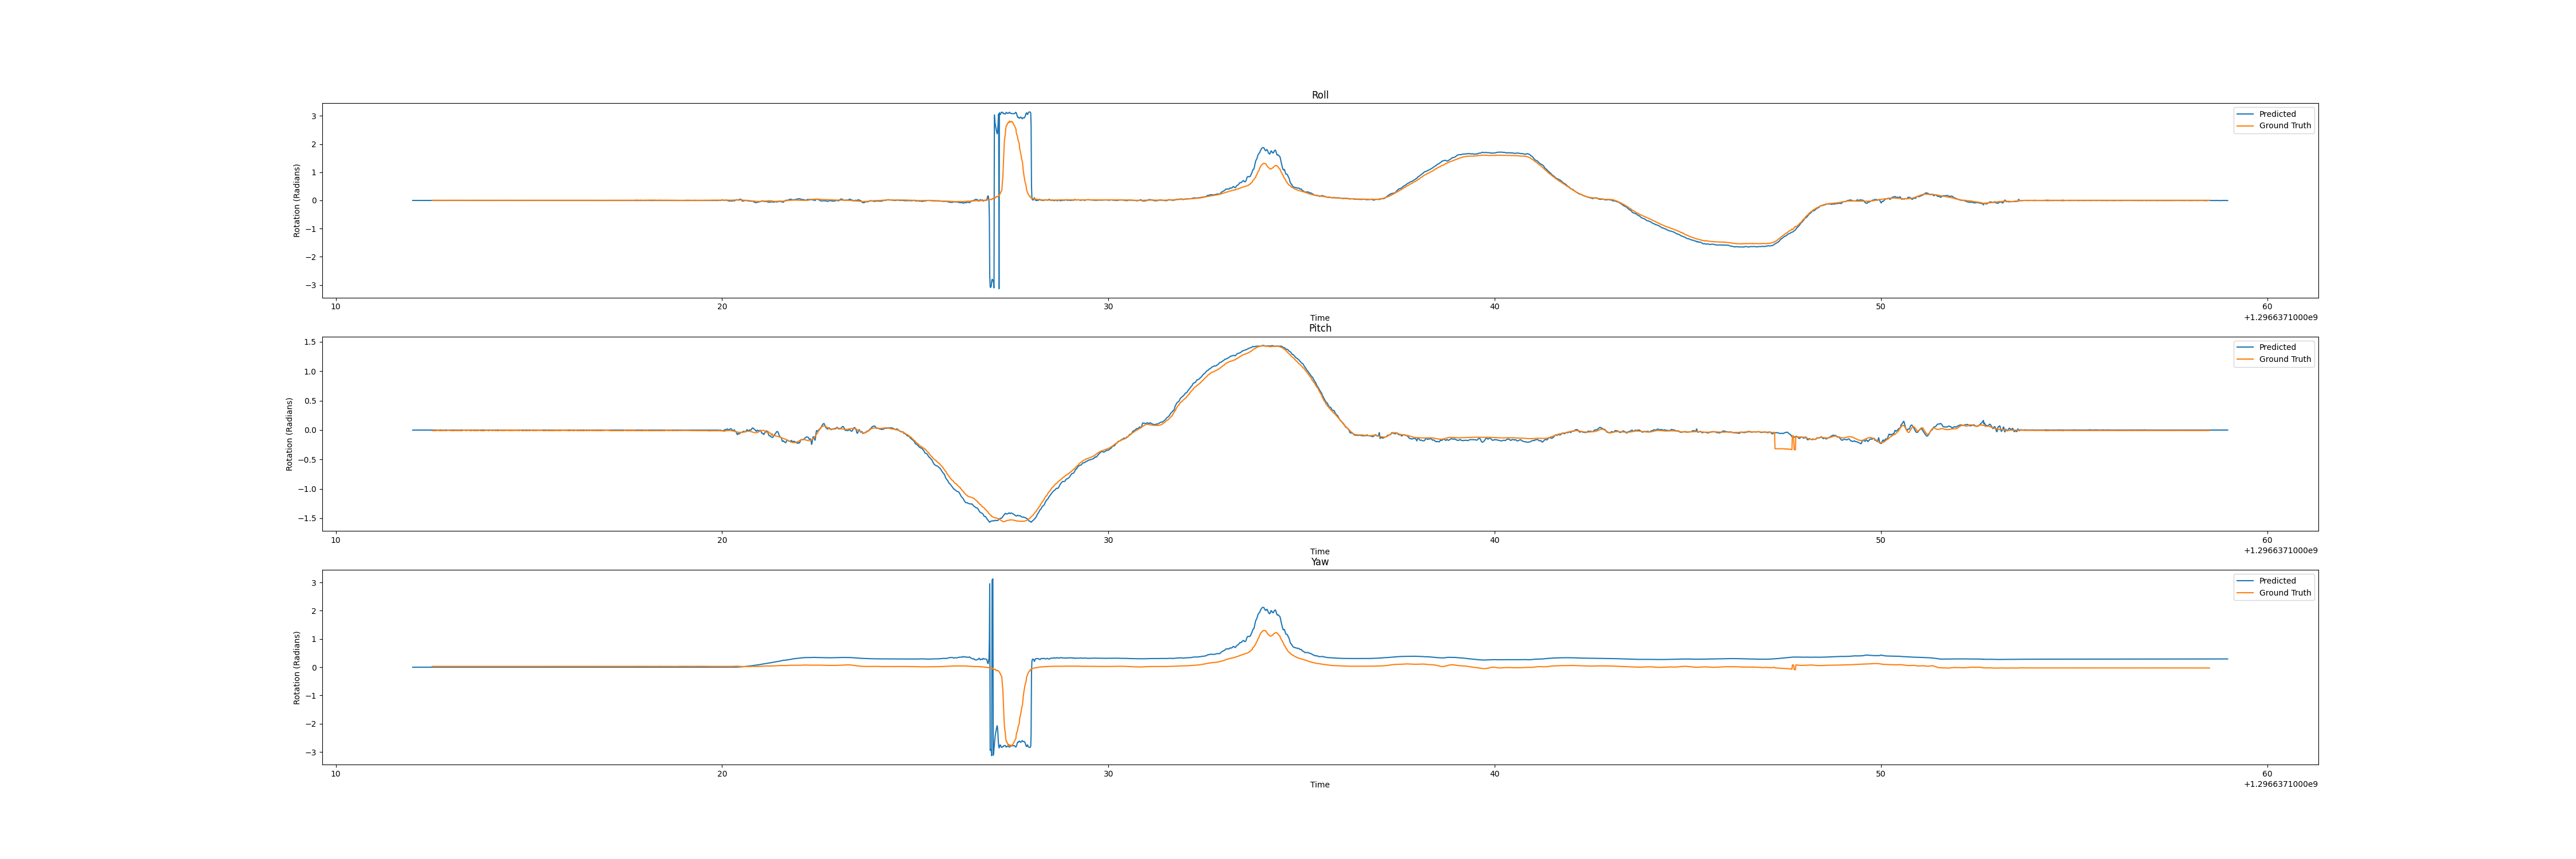 Roll
Rotation (Radians)
3
2
1
0
−1
−2
−3
Predicted
Ground Truth
10 20 30 40 50 60
Time
+1.2966371000e9
Pitch
Rotation (Radians)
1.5
1.0
0.5
0.0
−0.5
−1.0
−1.5
Predicted
Ground Truth
10 20 30 40 50 60
Time
+1.2966371000e9
Yaw
Rotation (Radians)
3
2
1
0
−1
−2
−3
Predicted
Ground Truth
10 20 30 40 50 60
Time
+1.2966371000e9